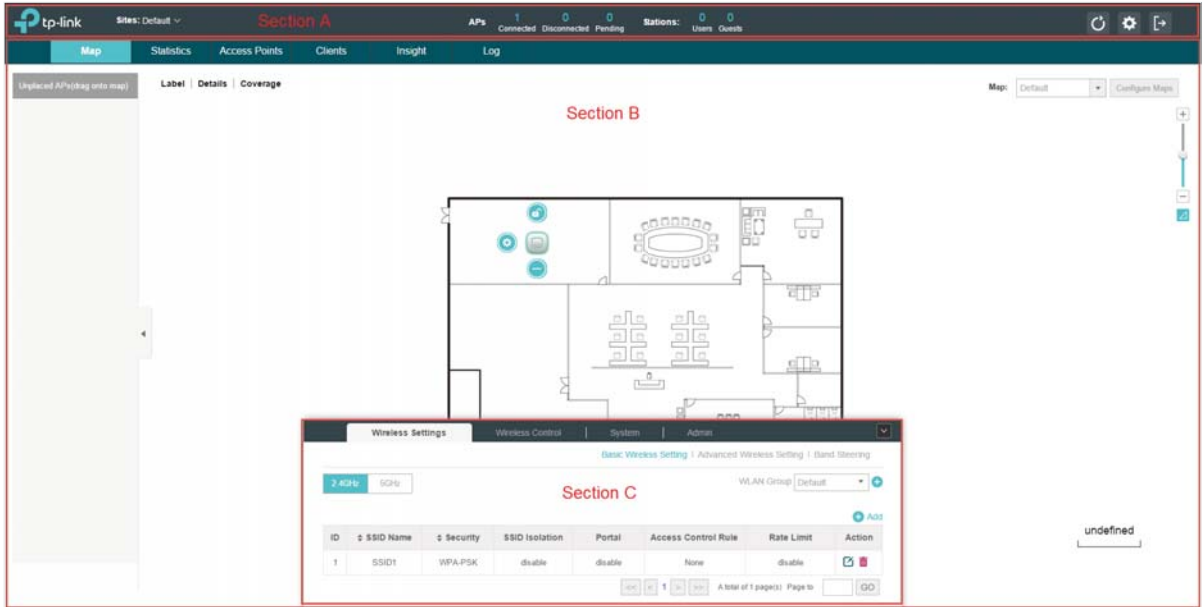 tp-link Sites: Default Section A APs 1 0 0 Stations: 0 0
Connected Disconnected Pending Users Guests
Map Statistics Access Points Clients Insight Log
Unplaced APs(drag onto map) Label | Details | Coverage Map: Default Configure Maps
Section B
Wireless Settings Wireless Control | System | Admin
Basic Wireless Setting | Advanced Wireless Setting | Band Steering
2.4GHz 5GHz Section C WLAN Group Default
Add
ID SSID Name Security SSID Isolation Portal Access Control Rule Rate Limit Action
1 SSID1 WPA-PSK disable disable None disable
<< < 1 > >> A total of 1 page(s) Page to GO
undefined